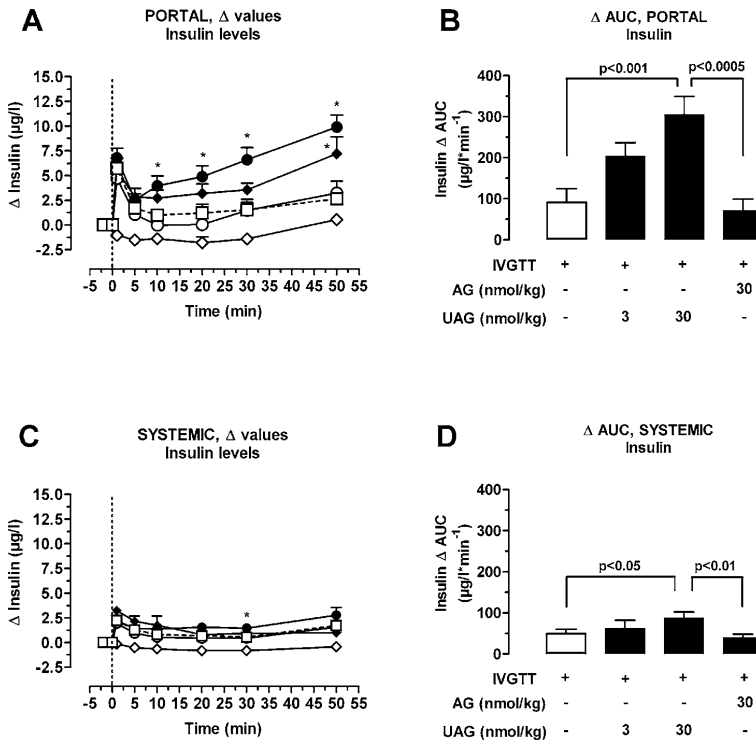 A
PORTAL, Δ values
Insulin levels
15.0
12.5
10.0
7.5
5.0
2.5
0.0
-2.5
Δ Insulin (µg/l)
*
*
*
*
*
-5 0 5 10 15 20 25 30 35 40 45 50 55
Time (min)
B
Δ AUC, PORTAL
Insulin
p<0.001
p<0.0005
400
300
200
100
0
Insulin Δ AUC
(µg/l*min⁻¹)
IVGTT + + + +
AG (nmol/kg) - - - 30
UAG (nmol/kg) - 3 30 -
C
SYSTEMIC, Δ values
Insulin levels
15.0
12.5
10.0
7.5
5.0
2.5
0.0
-2.5
Δ Insulin (µg/l)
*
-5 0 5 10 15 20 25 30 35 40 45 50 55
Time (min)
D
Δ AUC, SYSTEMIC
Insulin
400
300
200
100
0
Insulin Δ AUC
(µg/l*min⁻¹)
p<0.05
p<0.01
IVGTT + + + +
AG (nmol/kg) - - - 30
UAG (nmol/kg) - 3 30 -